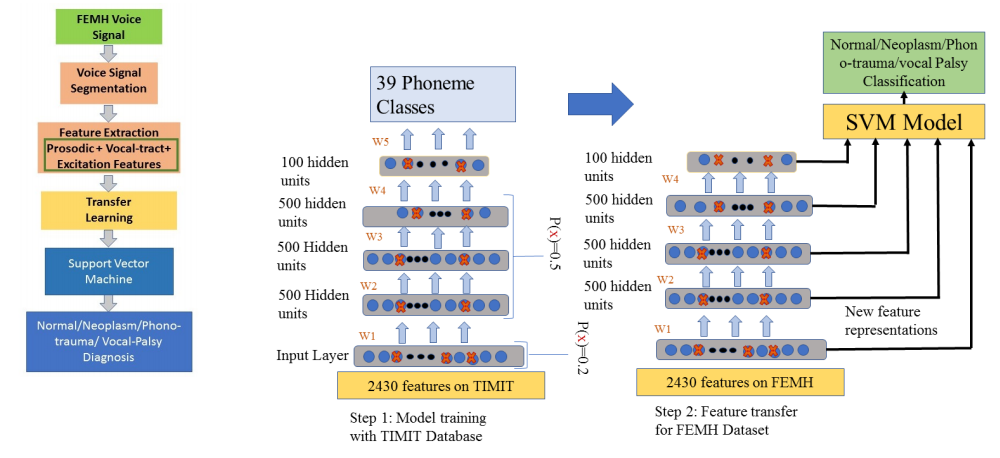 FEMH Voice
Signal
Voice Signal
Segmentation
Feature Extraction
Prosodic + Vocal-tract+
Excitation Features
Transfer
Learning
Support Vector
Machine
Normal/Neoplasm/Phono-
trauma/ Vocal-Palsy
Diagnosis
39 Phoneme
Classes
W5
100 hidden
units
W4
500 hidden
units
W3
500 Hidden
units
W2
500 Hidden
units
W1
Input Layer
P(x)=0.5
P(x)=0.2
2430 features on TIMIT
Step 1: Model training
with TIMIT Database
Normal/Neoplasm/Phon
o-trauma/vocal Palsy
Classification
SVM Model
100 hidden
units
W4
500 hidden
units
W3
500 hidden
units
W2
500 hidden
units
W1
New feature
representations
2430 features on FEMH
Step 2: Feature transfer
for FEMH Dataset